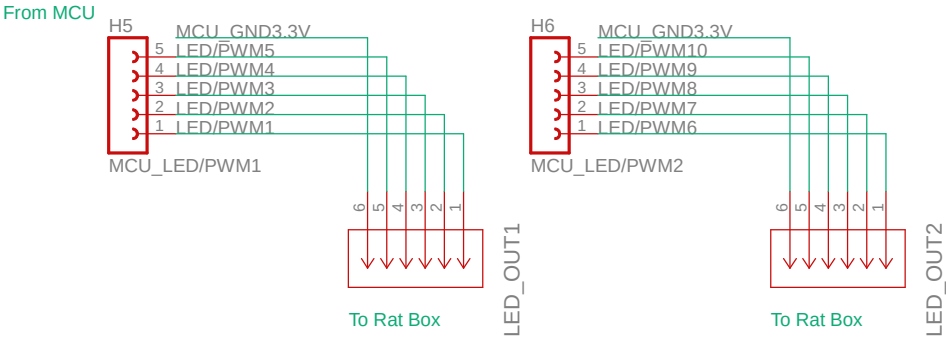 From MCU
H5
MCU_GND3.3V
5 LED/PWM5
4 LED/PWM4
3 LED/PWM3
2 LED/PWM2
1 LED/PWM1
MCU_LED/PWM1
6 5 4 3 2 1
LED_OUT1
To Rat Box
H6
MCU_GND3.3V
5 LED/PWM10
4 LED/PWM9
3 LED/PWM8
2 LED/PWM7
1 LED/PWM6
MCU_LED/PWM2
6 5 4 3 2 1
LED_OUT2
To Rat Box